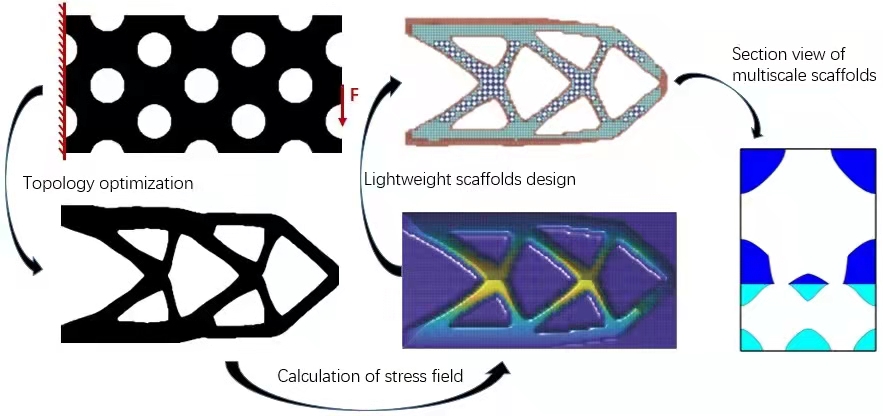 F
Section view of
multiscale scaffolds
Topology optimization
Lightweight scaffolds design
Calculation of stress field